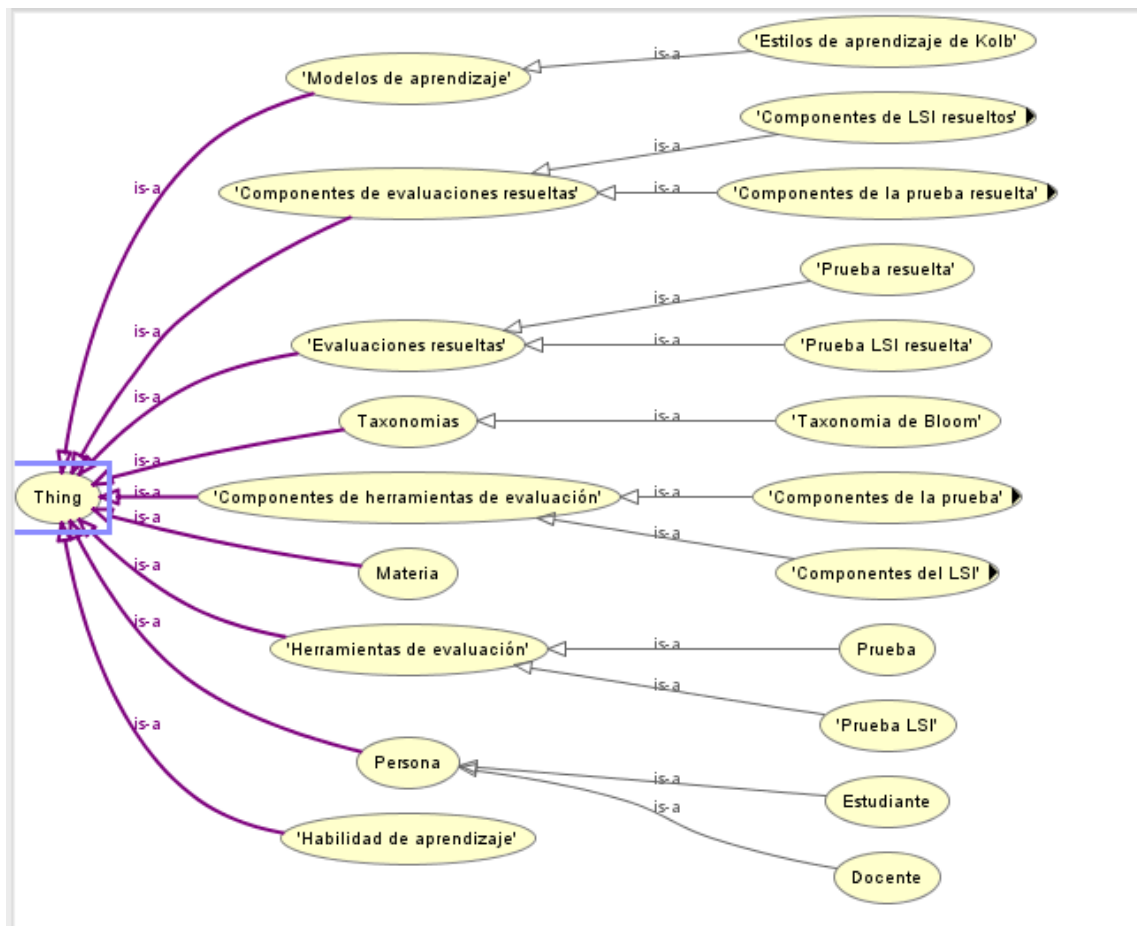 'Estilos de aprendizaje de Kolb'
is-a
'Modelos de aprendizaje'
'Componentes de LSI resueltos'
is-a
is-a
'Componentes de evaluaciones resueltas'
is-a
'Componentes de la prueba resuelta'
'Prueba resuelta'
is-a
is-a
'Evaluaciones resueltas'
is-a
'Prueba LSI resuelta'
is-a
Taxonomias
is-a
'Taxonomia de Bloom'
is-a
Thing
is-a
'Componentes de herramientas de evaluación'
is-a
'Componentes de la prueba'
is-a
is-a
Materia
'Componentes del LSI'
is-a
'Herramientas de evaluación'
is-a
Prueba
is-a
is-a
'Prueba LSI'
is-a
Persona
is-a
Estudiante
is-a
'Habilidad de aprendizaje'
Docente